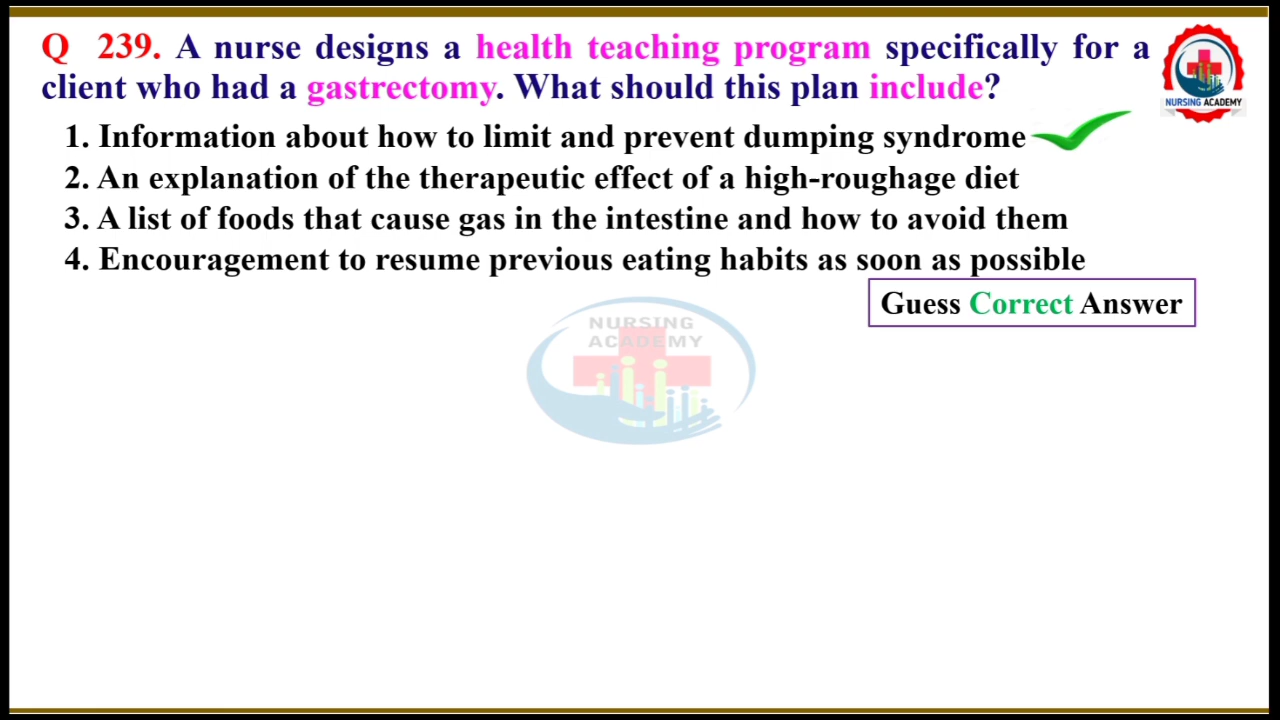 Q 239. A nurse designs a health teaching program specifically for a
client who had a gastrectomy. What should this plan include?
NURSING ACADEMY
1. Information about how to limit and prevent dumping syndrome
2. An explanation of the therapeutic effect of a high-roughage diet
3. A list of foods that cause gas in the intestine and how to avoid them
4. Encouragement to resume previous eating habits as soon as possible
Guess Correct Answer
NURSING
ACADEMY